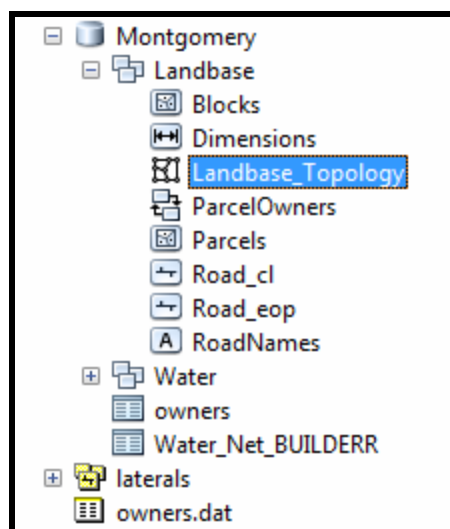 Montgomery
Landbase
Blocks
Dimensions
Landbase_Topology
ParcelOwners
Parcels
Road_cl
Road_eop
A RoadNames
Water
owners
Water_Net_BUILDERR
laterals
owners.dat